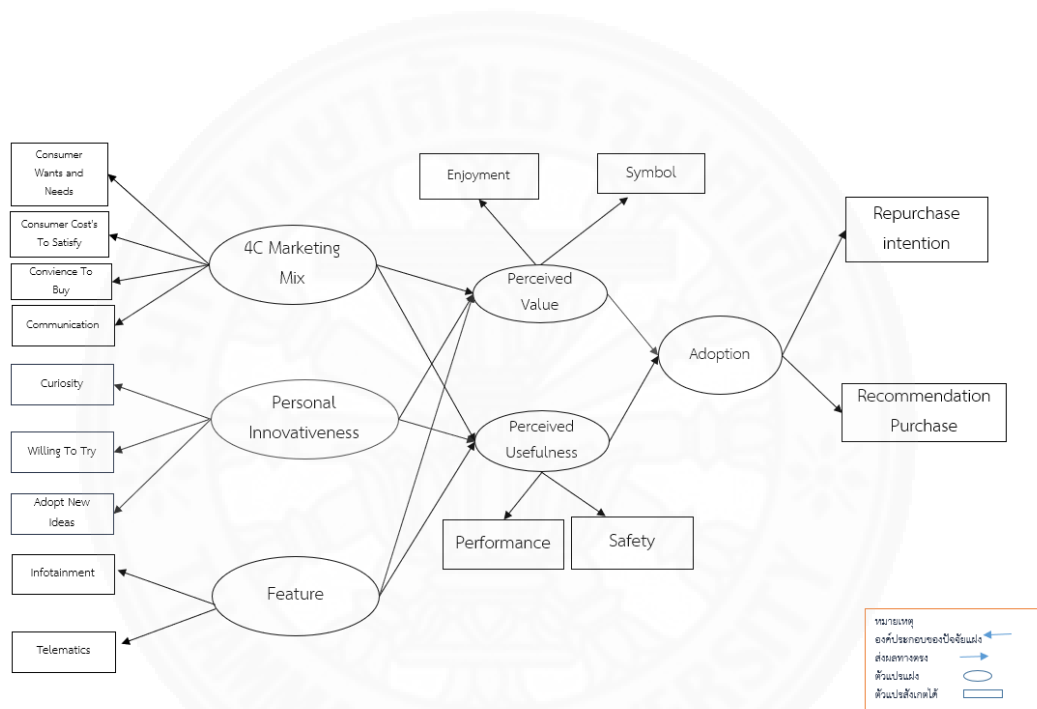 Consumer
Wants and
Needs
Consumer Cost's
To Satisfy
Convience To
Buy
Communication
Curiosity
Willing To Try
Adopt New
Ideas
Infotainment
Telematics
4C Marketing
Mix
Personal
Innovativeness
Feature
Enjoyment
Symbol
Perceived
Value
Perceived
Usefulness
Performance
Safety
Adoption
Repurchase
intention
Recommendation
Purchase
หมายเหตุ
องค์ประกอบของปัจจัยแฝง
ส่งผลทางตรง
ตัวแปรแฝง
ตัวแปรสังเกตได้